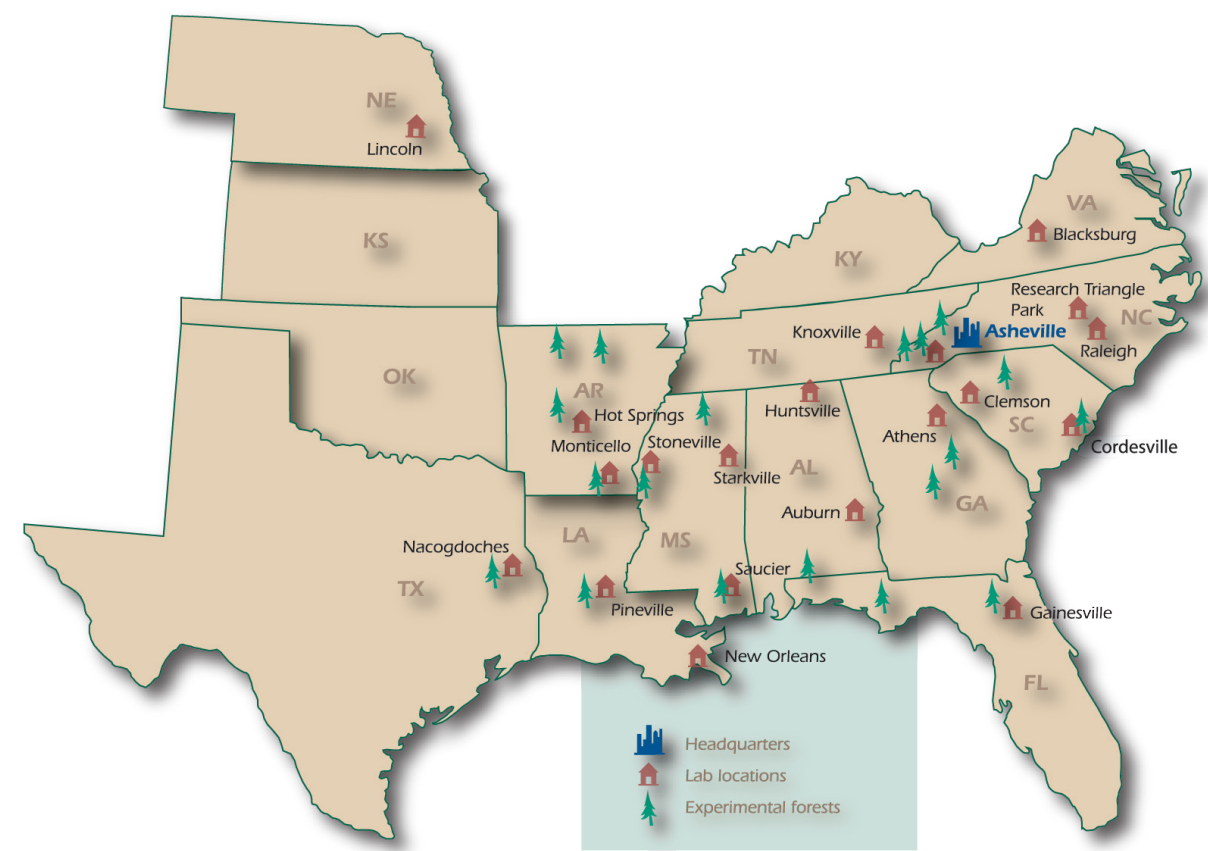 NE
Lincoln
KS
VA
Blacksburg
KY
Research Triangle
Park
NC
Knoxville
Asheville
Raleigh
TN
OK
AR
Hot Springs
Huntsville
Clemson
SC
Monticello
Stoneville
Athens
Cordesville
Starkville
AL
GA
Auburn
LA
MS
Nacogdoches
Saucier
TX
Pineville
Gainesville
New Orleans
FL
Headquarters
Lab locations
Experimental forests